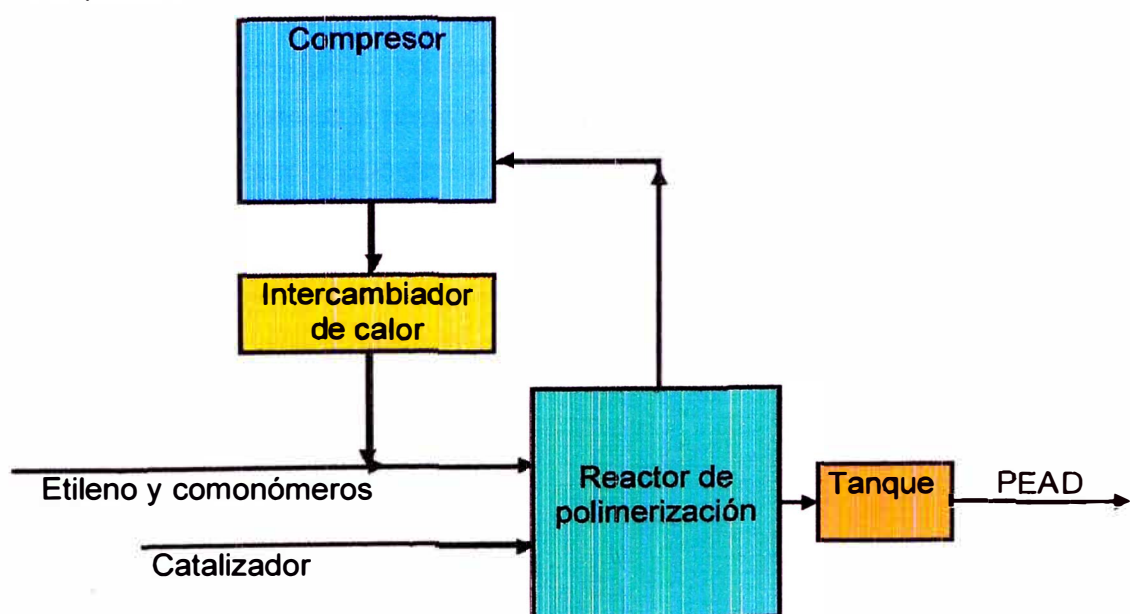 Compresor
Intercambiador
de calor
Etileno y comonómeros
Catalizador
Reactor de
polimerización
Tanque
PEAD